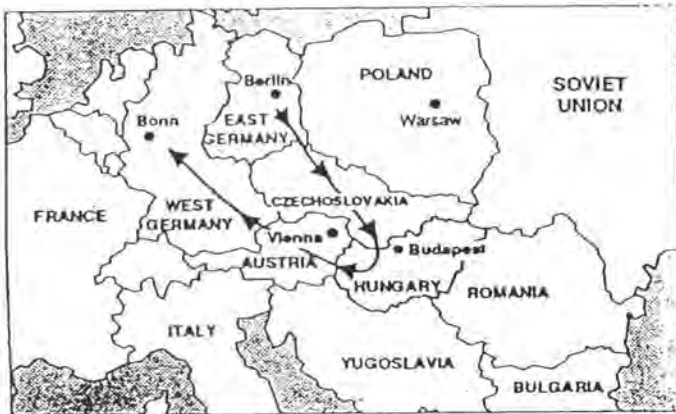 POLAND
SOVIET
UNION
Berlin
Warsaw
EAST
GERMANY
Bonn
CZECHOSLOVAKIA
FRANCE
WEST
GERMANY
Vienna
Budapest
AUSTRIA
HUNGARY
ROMANIA
ITALY
YUGOSLAVIA
BULGARIA